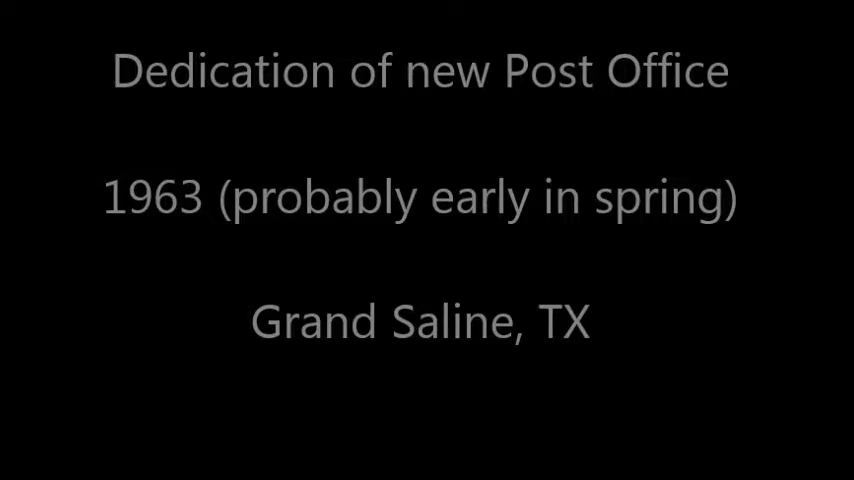 Dedication of new Post Office
1963 (probably early in spring)
Grand Saline, TX